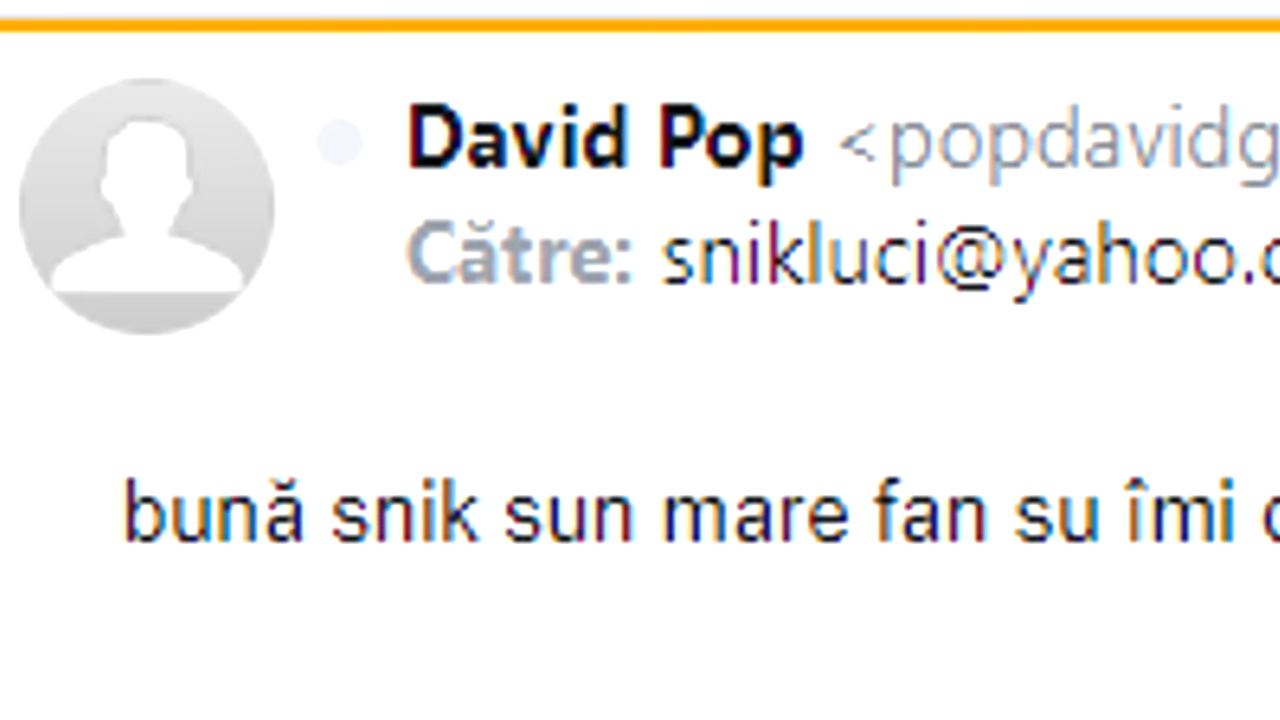 David Pop <popdavidg
Către: snikluci@yahoo.c
bună snik sun mare fan su îmi